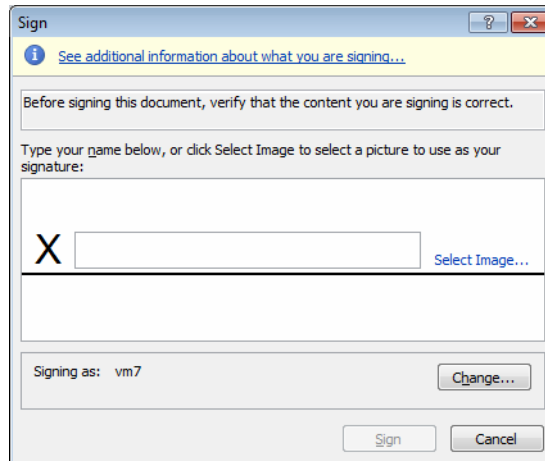 Sign
?
See additional information about what you are signing...
Before signing this document, verify that the content you are signing is correct.
Type your name below, or click Select Image to select a picture to use as your
signature:
X
Select Image...
Signing as: vm7
Change...
Sign
Cancel